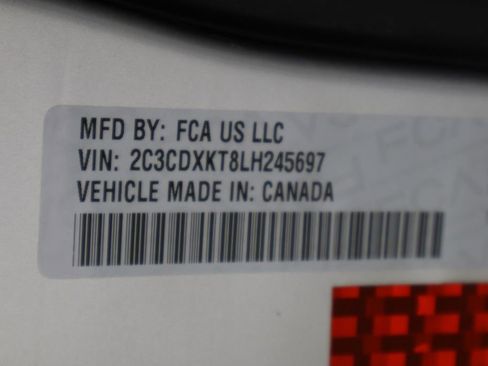 MFD BY: FCA US LLC
VIN: 2C3CDXKT8LH245697
VEHICLE MADE IN: CANADA